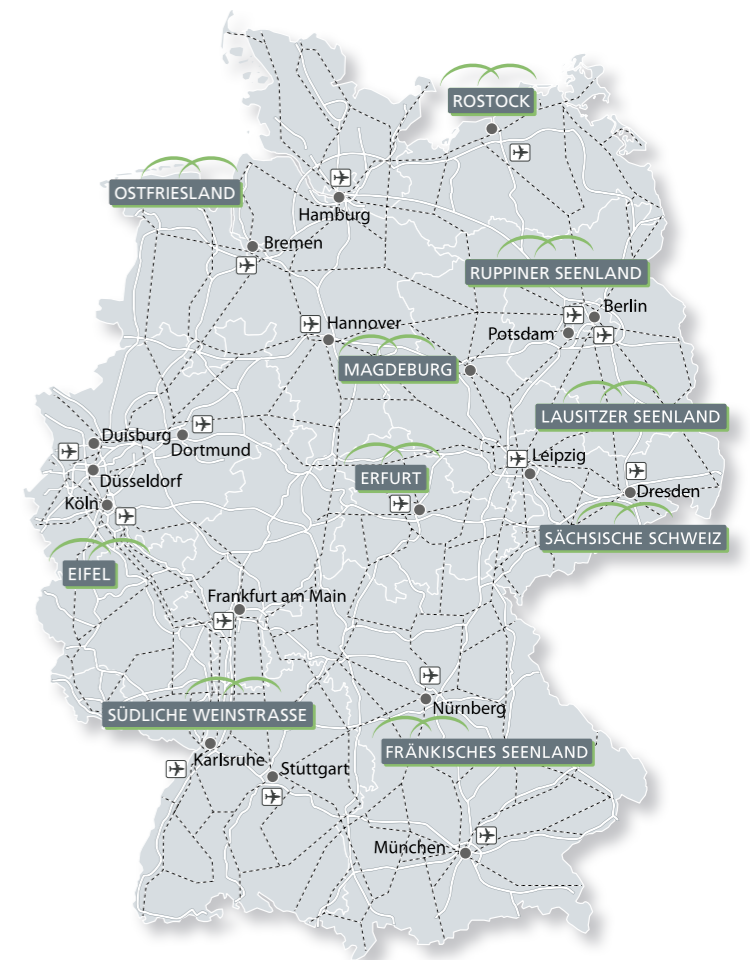 ROSTOCK
OSTFRIESLAND
Hamburg
Bremen
RUPPINER SEENLAND
Berlin
Hannover
Potsdam
MAGDEBURG
LAUSITZER SEENLAND
Duisburg
Dortmund
Leipzig
ERFURT
Düsseldorf
Dresden
Köln
SÄCHSISCHE SCHWEIZ
EIFEL
Frankfurt am Main
Nürnberg
SÜDLICHE WEINSTRASSE
FRÄNKISCHES SEENLAND
Karlsruhe
Stuttgart
München